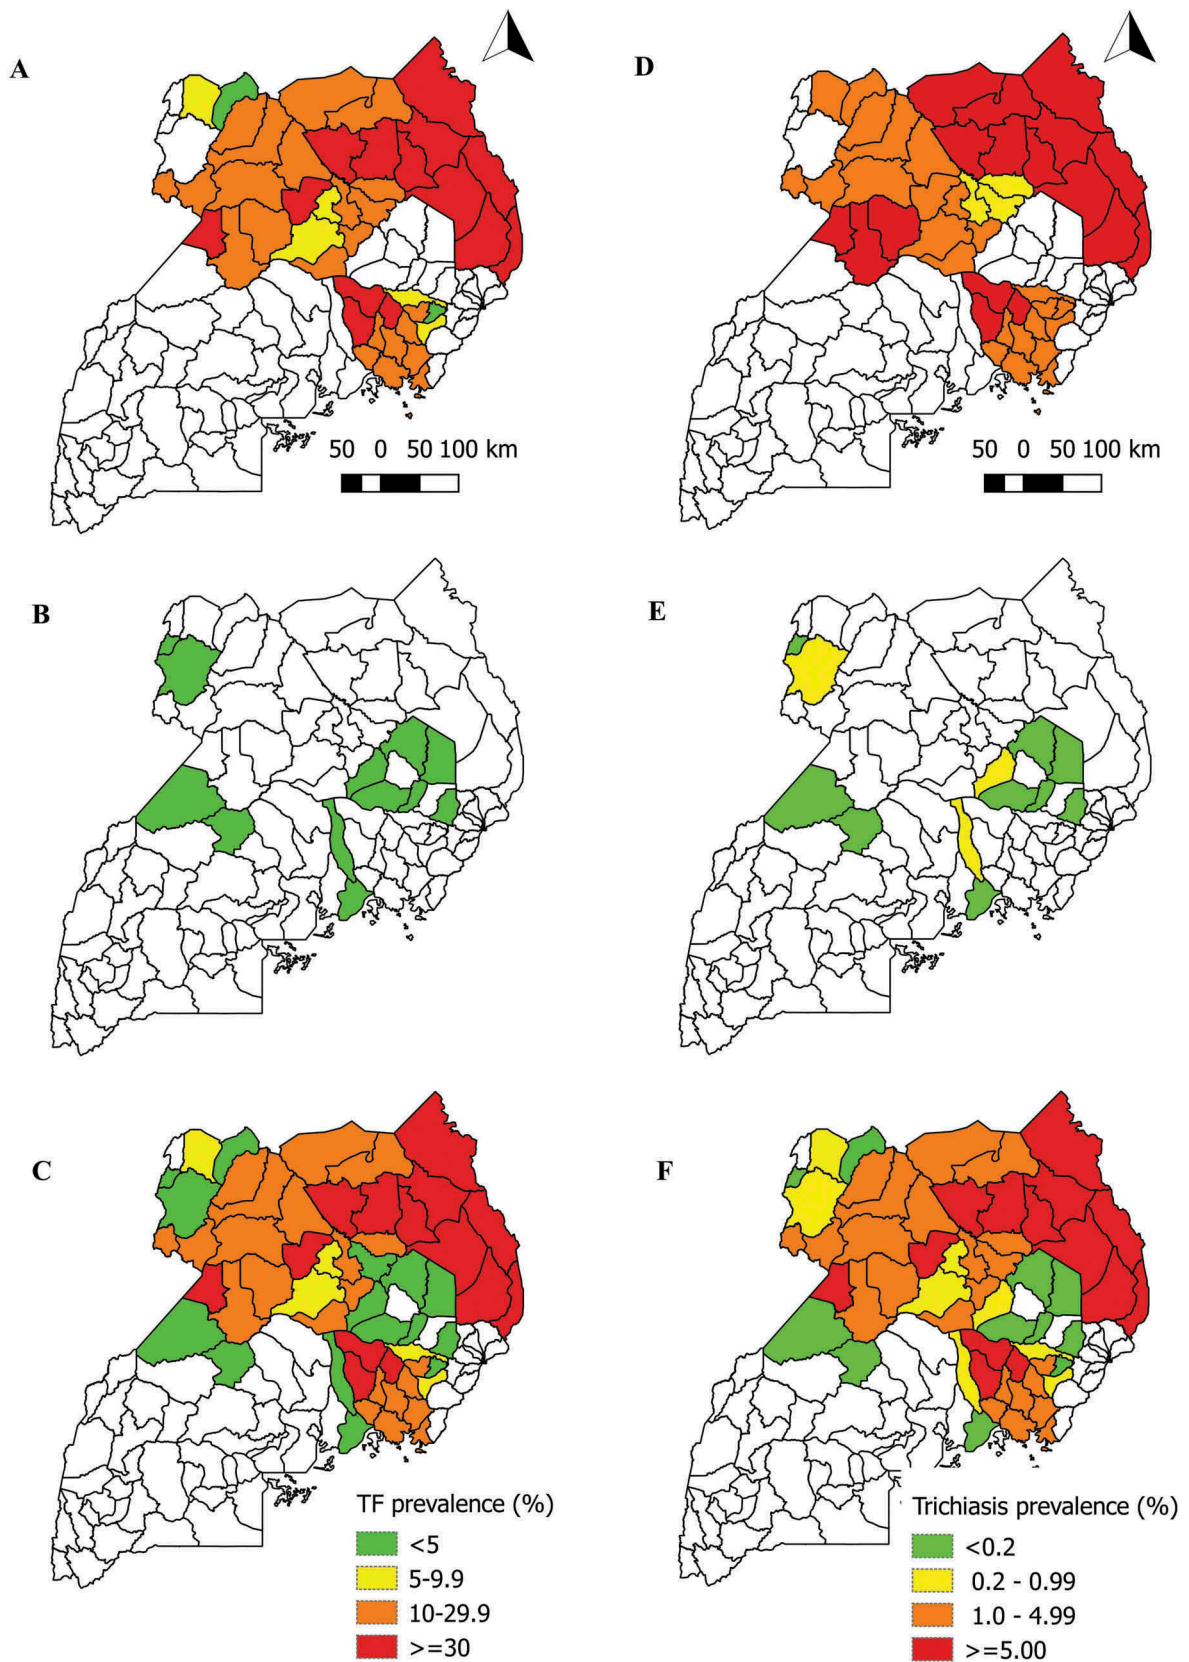 A
D
50 0 50 100 km
50 0 50 100 km
B
E
C
F
TF prevalence (%)
<5
5-9.9
10-29.9
>=30
Trichiasis prevalence (%)
<0.2
0.2 - 0.99
1.0 - 4.99
>=5.00